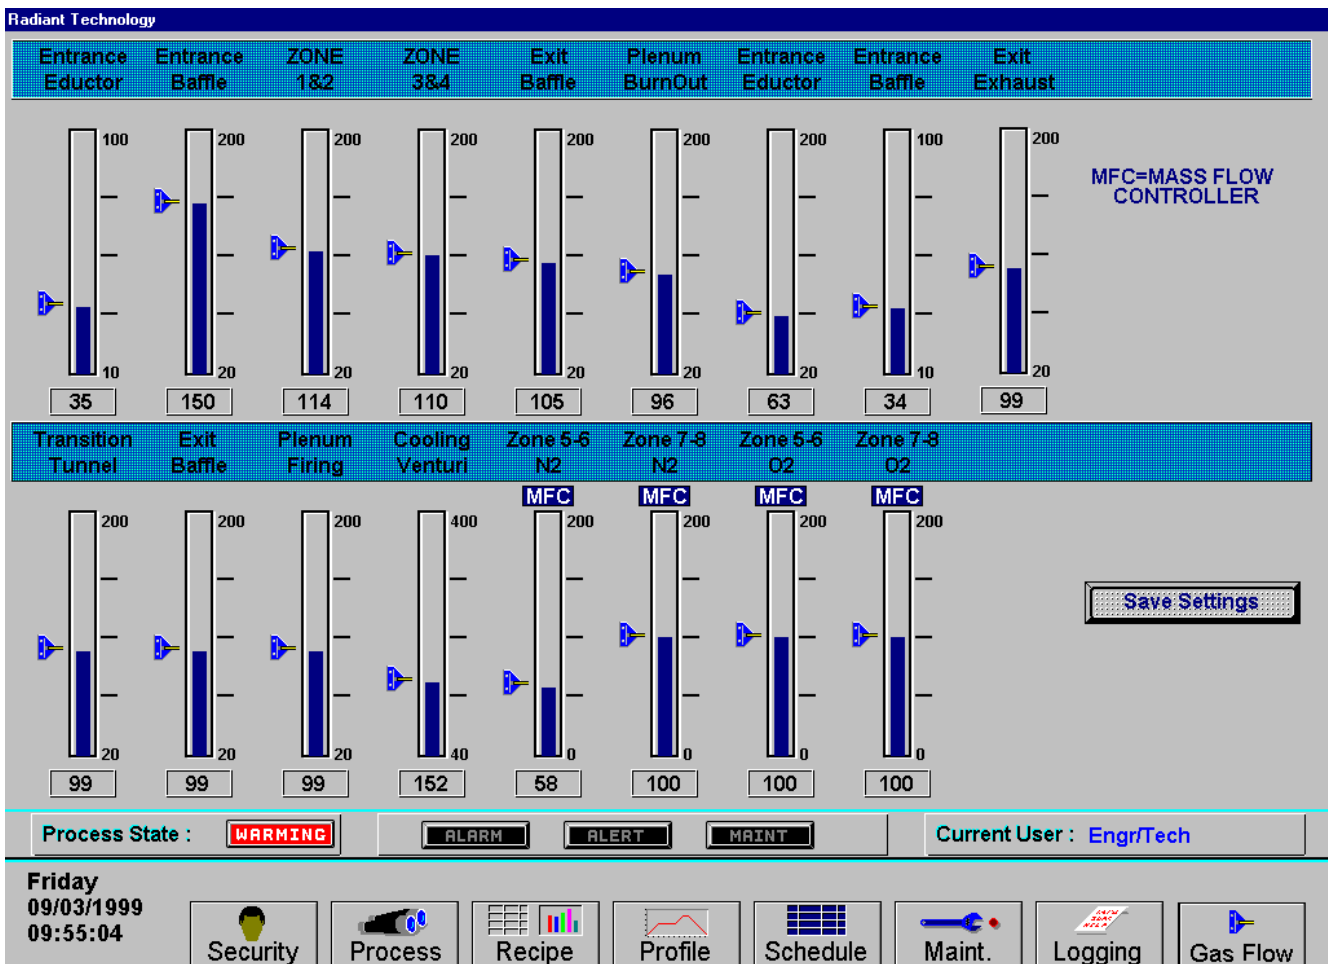 Radiant Technology
Entrance Entrance ZONE ZONE Exit Plenum Entrance Entrance Exit
Eductor Baffle 1&2 3&4 Baffle BurnOut Eductor Baffle Exhaust
100 200 200 200 200 200 200 100 200
MFC=MASS FLOW
CONTROLLER
10 20 20 20 20 20 20 10 20
35 150 114 110 105 96 63 34 99
Transition Exit Plenum Cooling Zone 5-6 Zone 7-8 Zone 5-6 Zone 7-8
Tunnel Baffle Firing Venturi N2 N2 O2 O2
MFC MFC MFC MFC
200 200 200 400 200 200 200 200
Save Settings
20 20 20 40 0 0 0 0
99 99 99 152 58 100 100 100
Process State : WARMING ALARM ALERT MAINT Current User : Engr/Tech
Friday
09/03/1999
09:55:04
Security Process Recipe Profile Schedule Maint. Logging Gas Flow